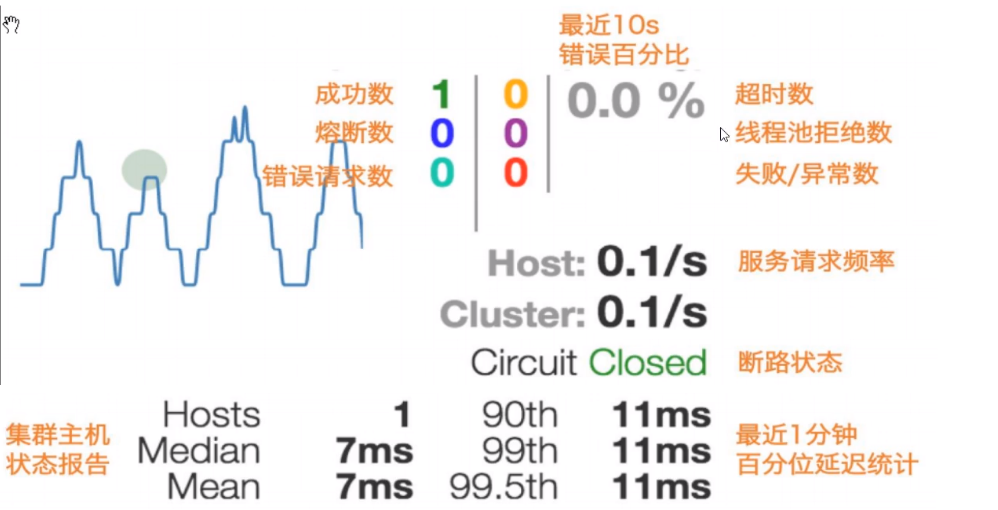 最近10s
错误百分比
成功数 1 0 0.0 % 超时数
熔断数 0 0 线程池拒绝数
错误请求数 0 0 失败/异常数
Host: 0.1/s 服务请求频率
Cluster: 0.1/s
Circuit Closed 断路状态
Hosts 1 90th 11ms
集群主机
状态报告
Median 7ms 99th 11ms
最近1分钟
百分位延迟统计
Mean 7ms 99.5th 11ms